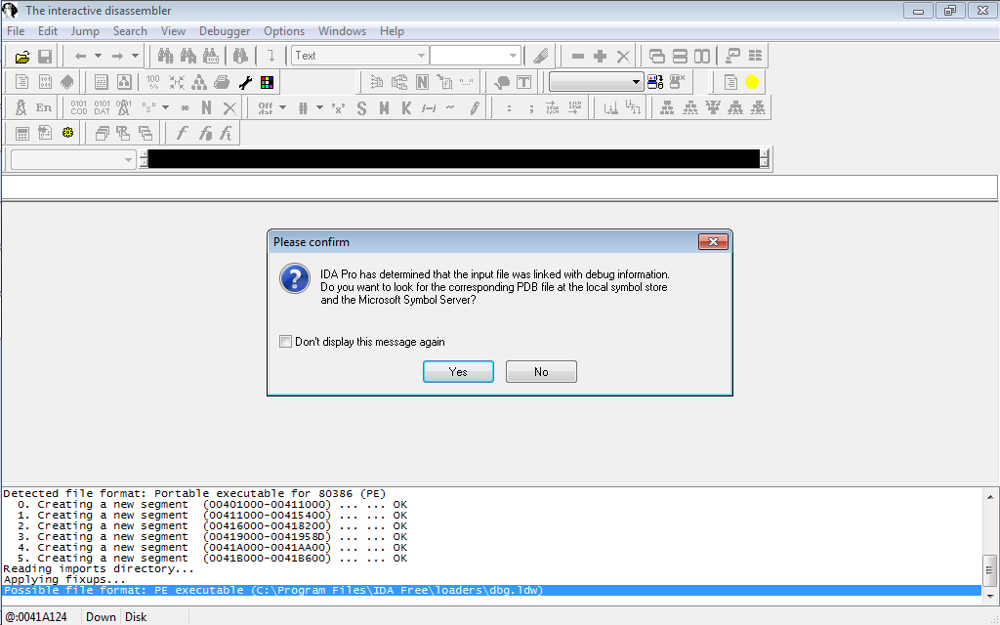 The interactive disassembler
File Edit Jump Search View Debugger Options Windows Help
Text
En
Please confirm
IDA Pro has determined that the input file was linked with debug information.
Do you want to look for the corresponding PDB file at the local symbol store
and the Microsoft Symbol Server?
Don't display this message again
Yes No
Detected file format: Portable executable for 80386 (PE)
0. Creating a new segment (00401000-00411000) ... ... OK
1. Creating a new segment (00411000-00415400) ... ... OK
2. Creating a new segment (00416000-00418200) ... ... OK
3. Creating a new segment (00419000-0041958D) ... ... OK
4. Creating a new segment (0041A000-0041AA00) ... ... OK
5. Creating a new segment (0041B000-0041B600) ... ... OK
Reading imports directory...
Applying fixups...
Possible file format: PE executable (C:\Program Files\IDA Free\loaders\dbg.ldw)
@:0041A124 Down Disk